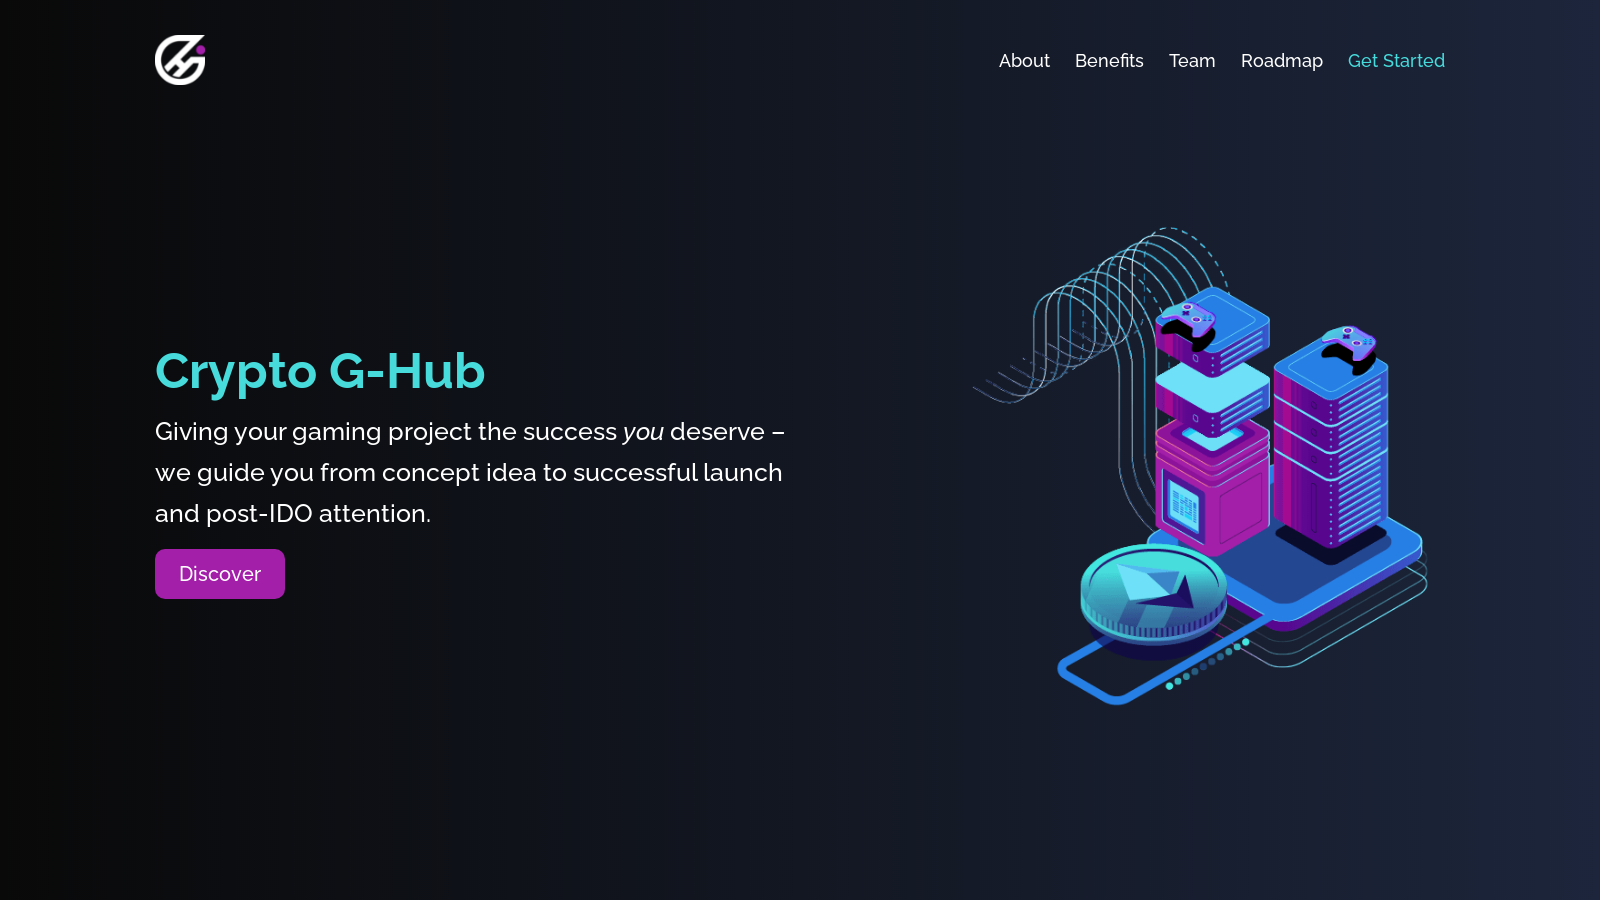 About Benefits Team Roadmap Get Started
Crypto G-Hub
Giving your gaming project the success you deserve –
we guide you from concept idea to successful launch
and post-IDO attention.
Discover